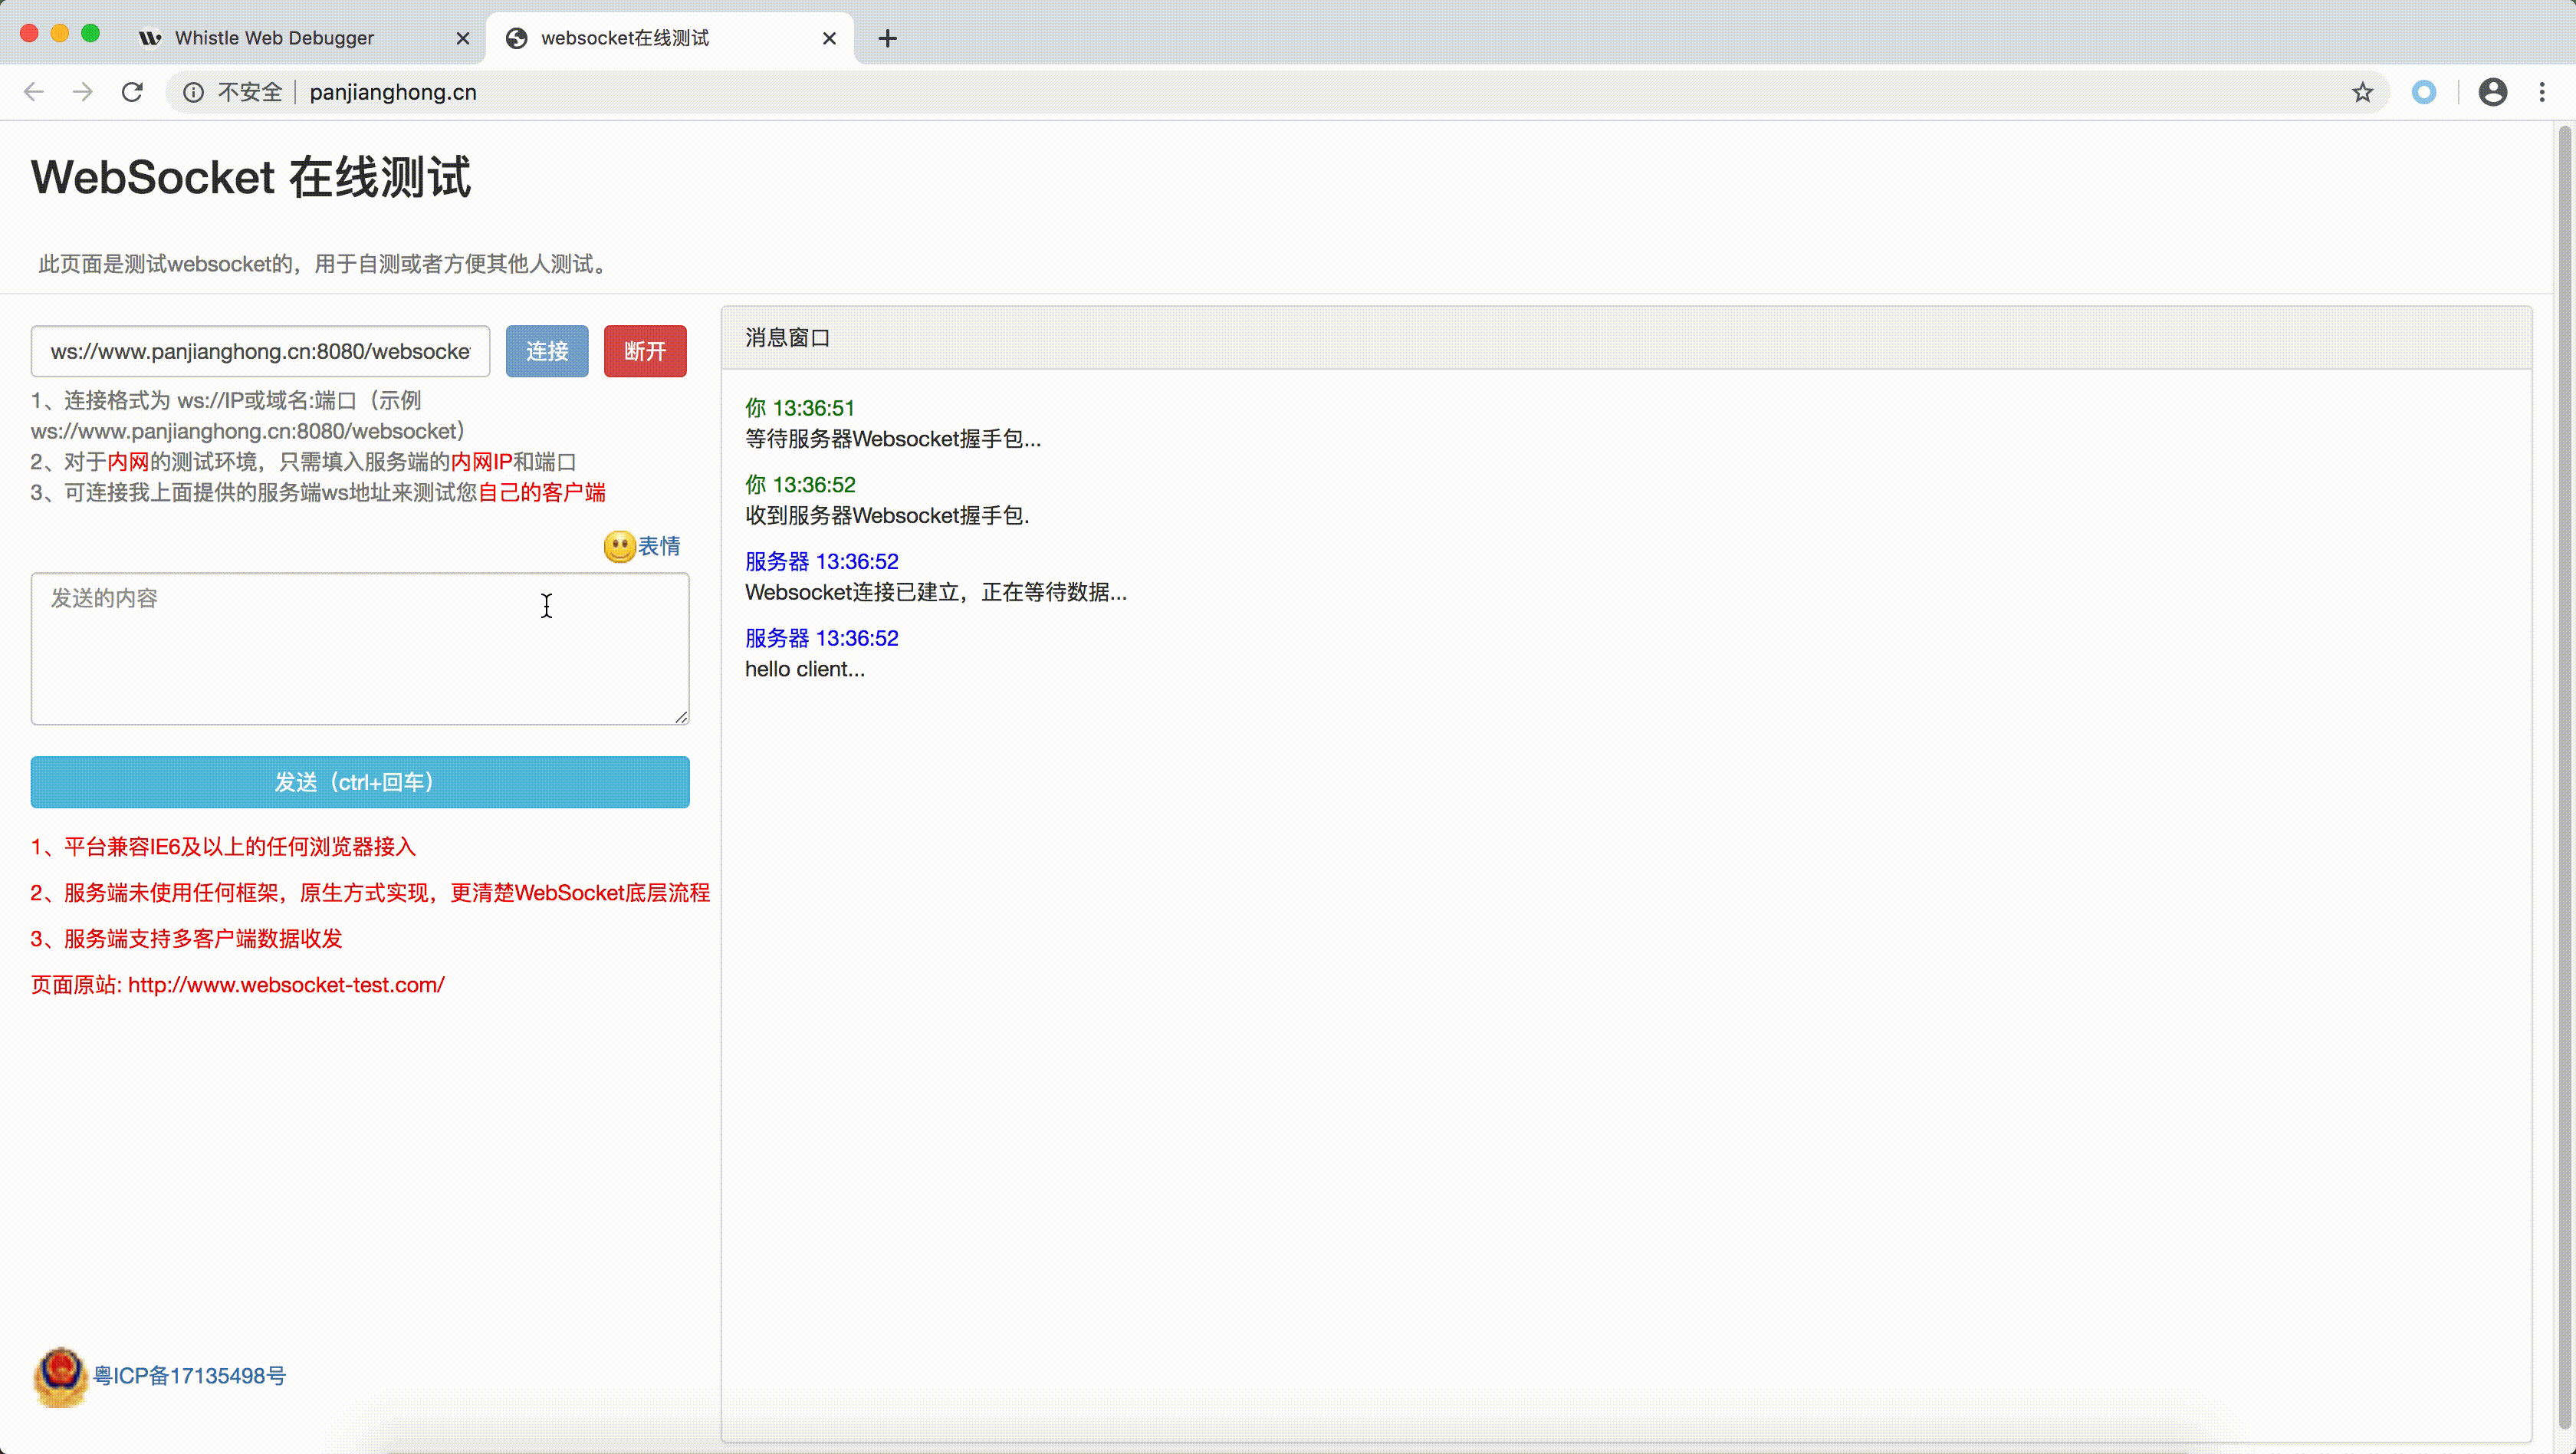 Whistle Web Debugger
websocket在线测试
不安全
panjianghong.cn
WebSocket 在线测试
此页面是测试websocket的，用于自测或者方便其他人测试。
ws://www.panjianghong.cn:8080/websocke
连接
断开
1、连接格式为 ws://IP或域名:端口（示例
ws://www.panjianghong.cn:8080/websocket）
2、对于内网的测试环境，只需填入服务端的内网IP和端口
3、可连接我上面提供的服务端ws地址来测试您自己的客户端
表情
发送的内容
发送（ctrl+回车）
1、平台兼容IE6及以上的任何浏览器接入
2、服务端未使用任何框架，原生方式实现，更清楚WebSocket底层流程
3、服务端支持多客户端数据收发
页面原站: http://www.websocket-test.com/
粤ICP备17135498号
消息窗口
你 13:36:51
等待服务器Websocket握手包...
你 13:36:52
收到服务器Websocket握手包.
服务器 13:36:52
Websocket连接已建立，正在等待数据...
服务器 13:36:52
hello client...